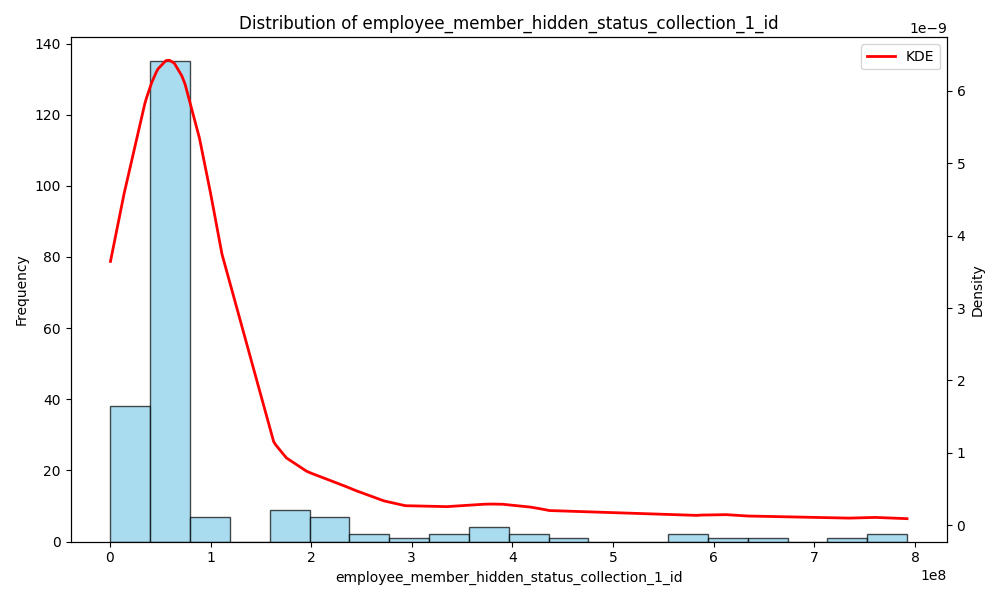 Distribution of employee_member_hidden_status_collection_1_id
1e−9
KDE
Frequency
140
120
100
80
60
40
20
0
6
5
4
3
2
1
0
Density
0 1 2 3 4 5 6 7 8
1e8
employee_member_hidden_status_collection_1_id